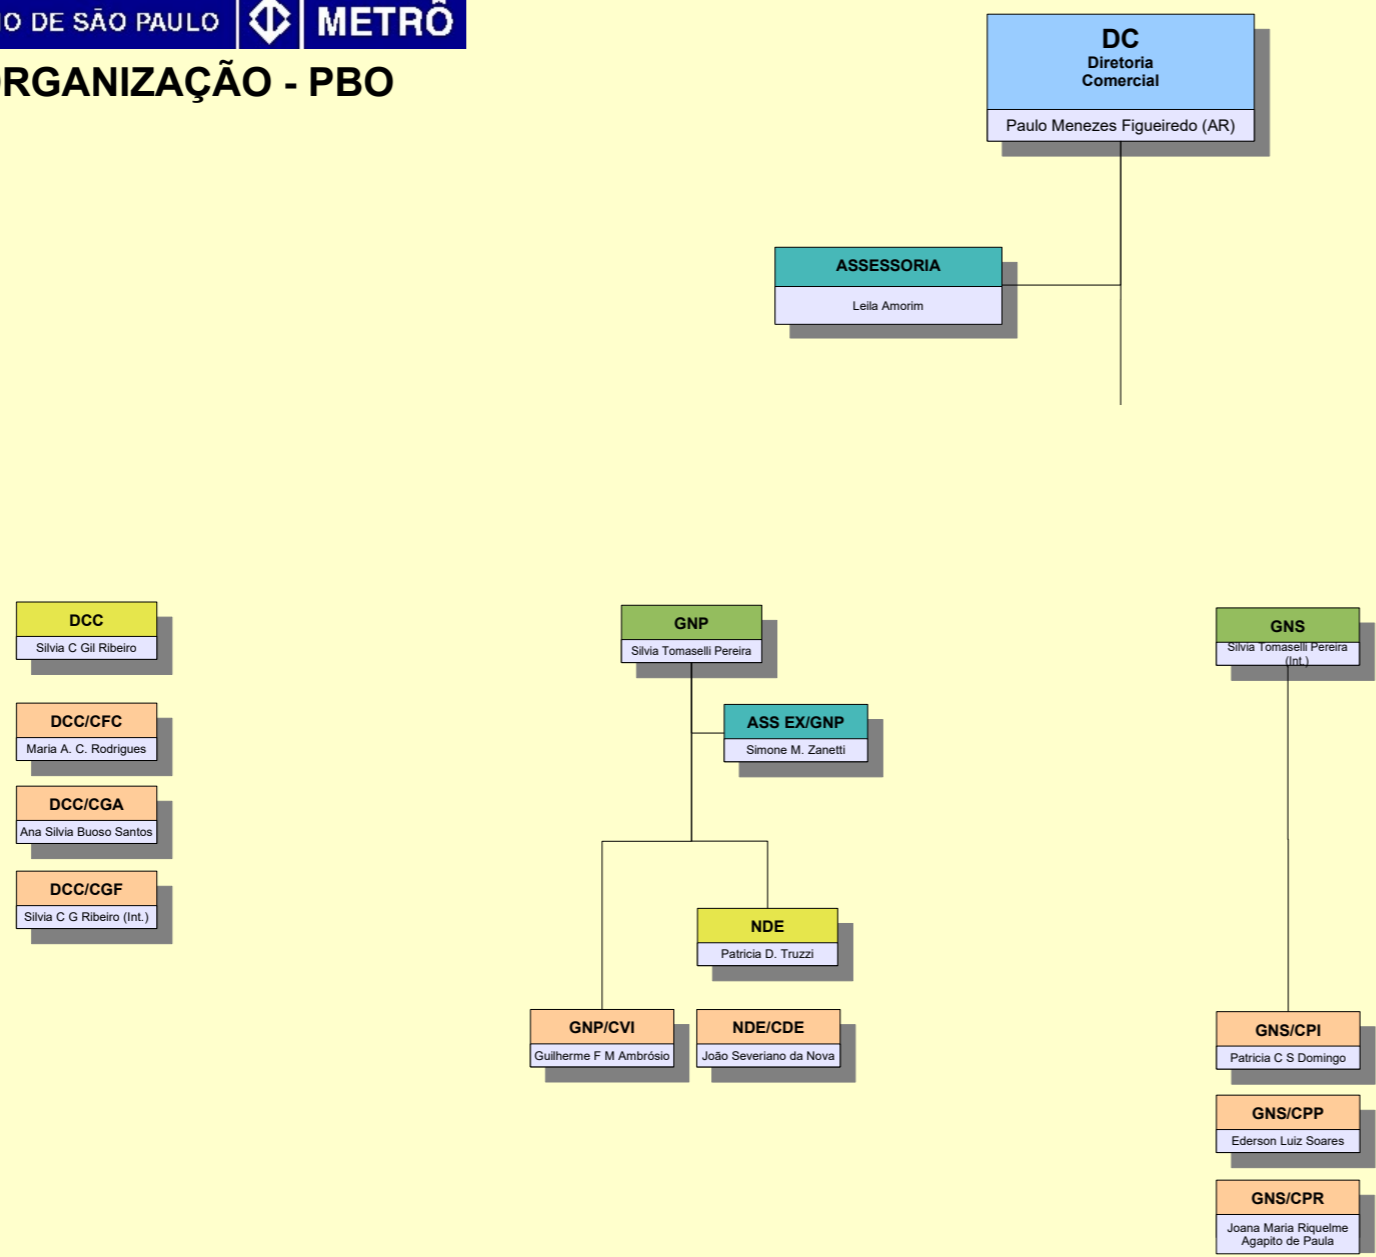 O DE SÃO PAULO METRÔ
RGANIZAÇÃO - PBO
DC
Diretoria
Comercial
Paulo Menezes Figueiredo (AR)
ASSESSORIA
Leila Amorim
DCC
Silvia C Gil Ribeiro
DCC/CFC
Maria A. C. Rodrigues
DCC/CGA
Ana Silvia Buoso Santos
DCC/CGF
Silvia C G Ribeiro (Int.)
GNP
Silvia Tomaselli Pereira
ASS EX/GNP
Simone M. Zanetti
NDE
Patricia D. Truzzi
GNP/CVI
Guilherme F M Ambrósio
NDE/CDE
João Severiano da Nova
GNS
Silvia Tomaselli Pereira
(Int.)
GNS/CPI
Patricia C S Domingo
GNS/CPP
Ederson Luiz Soares
GNS/CPR
Joana Maria Riquelme
Agapito de Paula